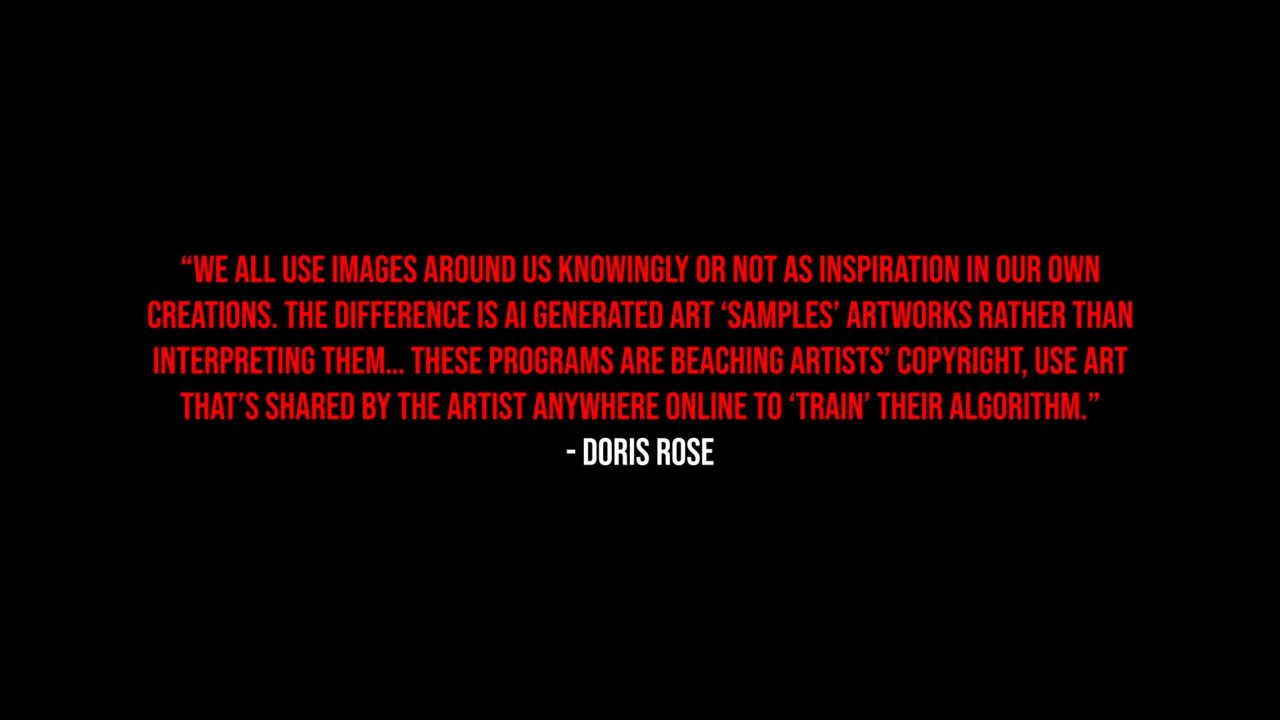 “WE ALL USE IMAGES AROUND US KNOWINGLY OR NOT AS INSPIRATION IN OUR OWN
CREATIONS. THE DIFFERENCE IS AI GENERATED ART ‘SAMPLES’ ARTWORKS RATHER THAN
INTERPRETING THEM... THESE PROGRAMS ARE BEACHING ARTISTS’ COPYRIGHT, USE ART
THAT’S SHARED BY THE ARTIST ANYWHERE ONLINE TO ‘TRAIN’ THEIR ALGORITHM.”
- DORIS ROSE